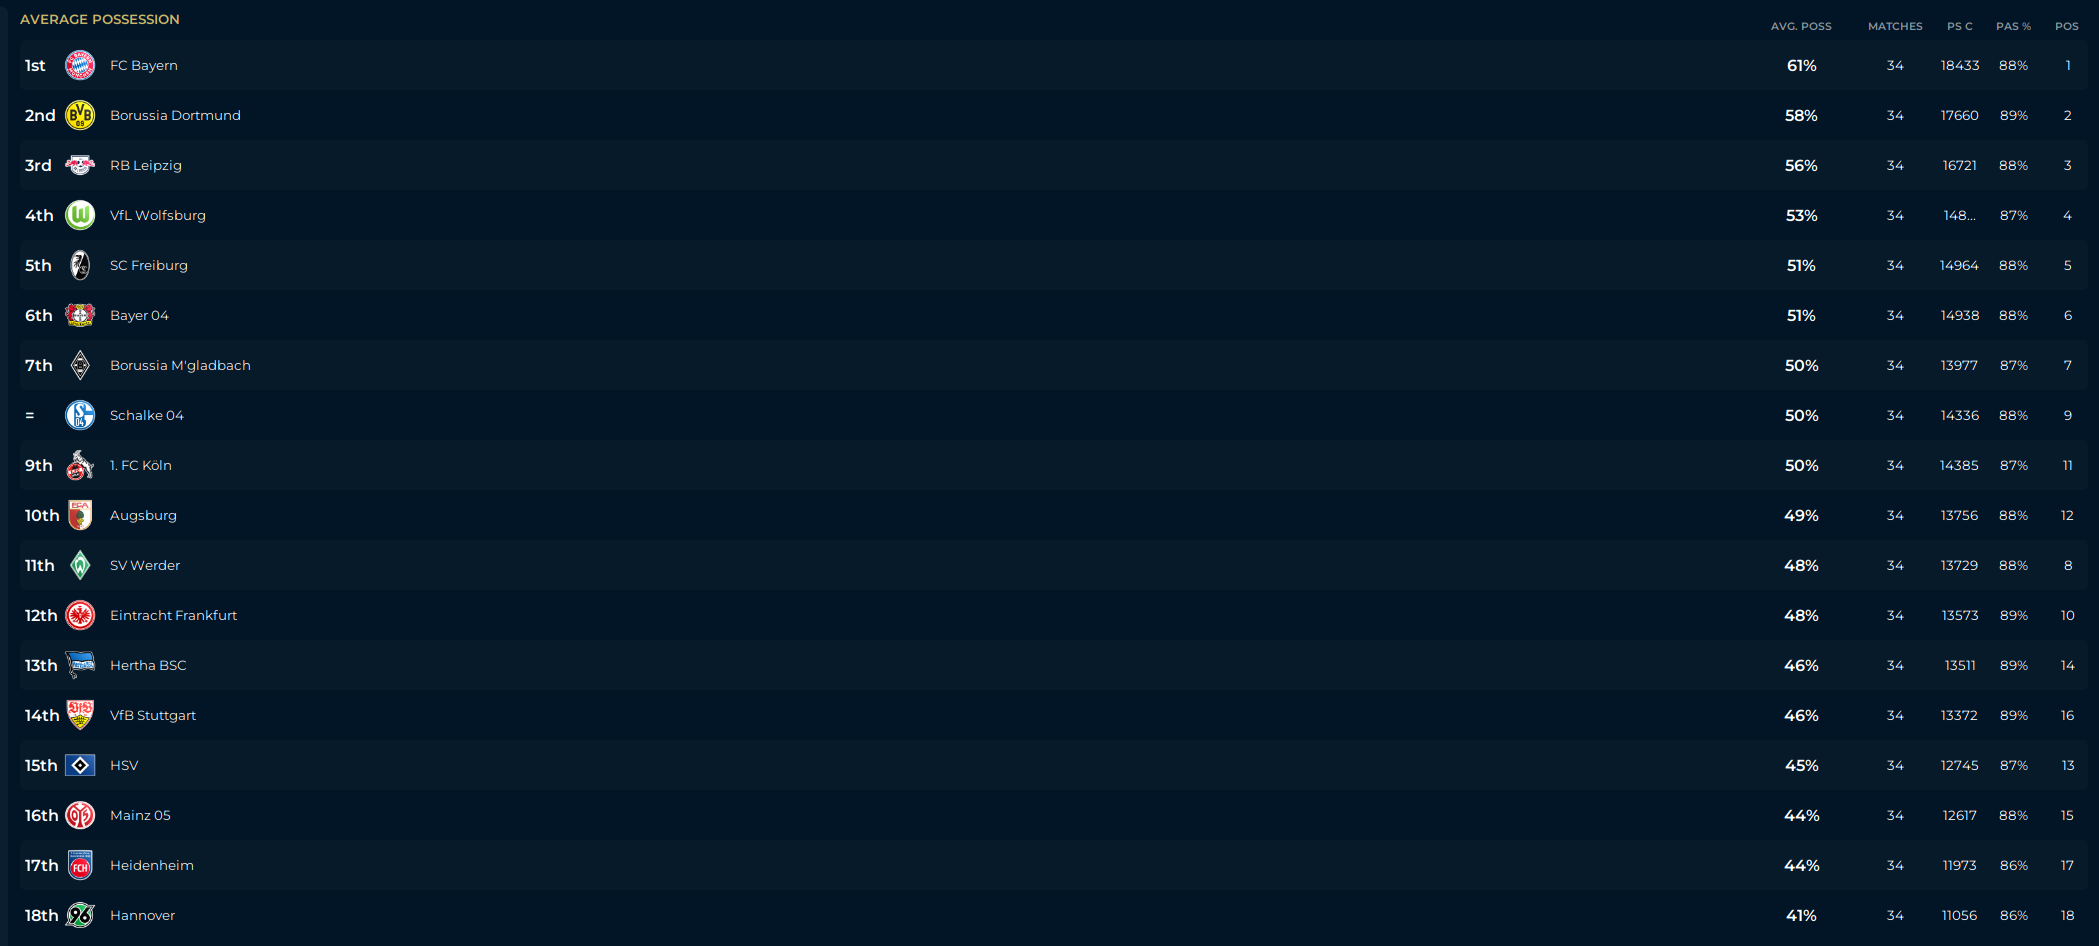 AVERAGE POSSESSION
AVG. POSS MATCHES PS C PAS % POS
1st FC Bayern 61% 34 18433 88% 1
2nd Borussia Dortmund 58% 34 17660 89% 2
3rd RB Leipzig 56% 34 16721 88% 3
4th VfL Wolfsburg 53% 34 148... 87% 4
5th SC Freiburg 51% 34 14964 88% 5
6th Bayer 04 51% 34 14938 88% 6
7th Borussia M'gladbach 50% 34 13977 87% 7
= Schalke 04 50% 34 14336 88% 9
9th 1. FC Köln 50% 34 14385 87% 11
10th Augsburg 49% 34 13756 88% 12
11th SV Werder 48% 34 13729 88% 8
12th Eintracht Frankfurt 48% 34 13573 89% 10
13th Hertha BSC 46% 34 13511 89% 14
14th VfB Stuttgart 46% 34 13372 89% 16
15th HSV 45% 34 12745 87% 13
16th Mainz 05 44% 34 12617 88% 15
17th Heidenheim 44% 34 11973 86% 17
18th Hannover 41% 34 11056 86% 18